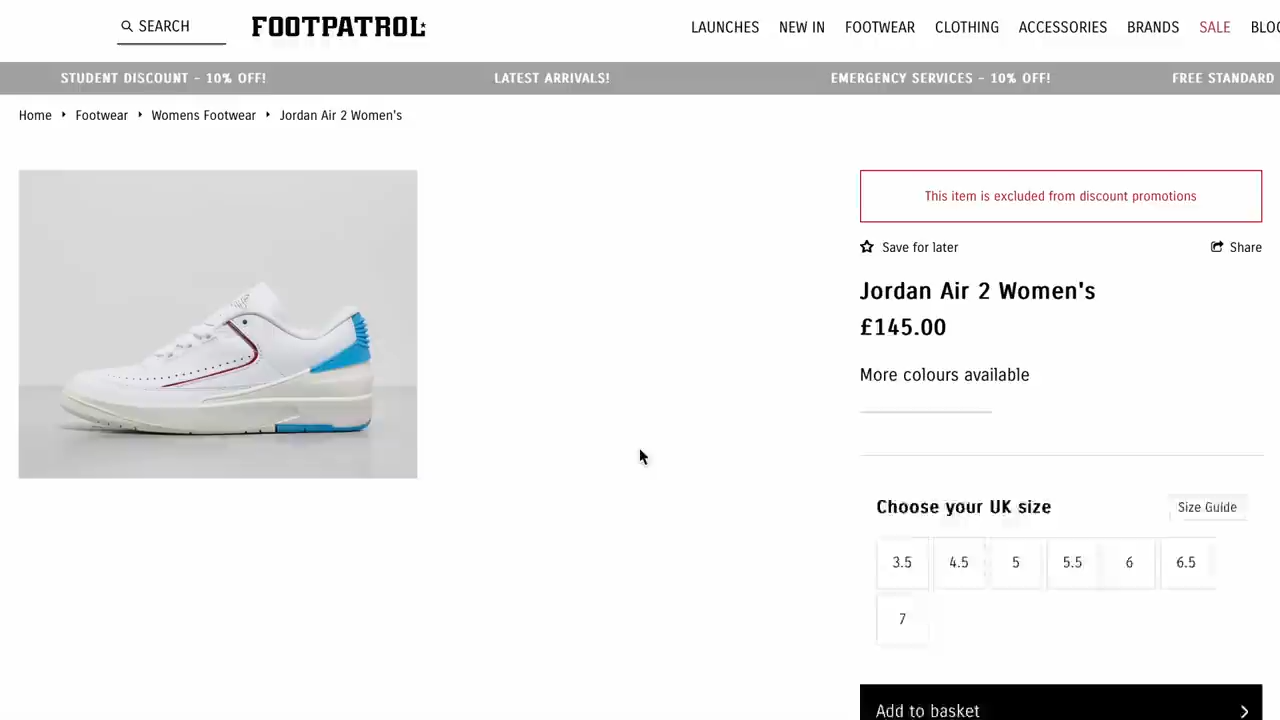 SEARCH
FOOTPATROL
LAUNCHES NEW IN FOOTWEAR CLOTHING ACCESSORIES BRANDS SALE
STUDENT DISCOUNT - 10% OFF! LATEST ARRIVALS! EMERGENCY SERVICES - 10% OFF! FREE STANDARD
Home Footwear Womens Footwear Jordan Air 2 Women's
This item is excluded from discount promotions
Save for later Share
Jordan Air 2 Women's
£145.00
More colours available
Choose your UK size Size Guide
3.5 4.5 5 5.5 6 6.5
7
Add to basket